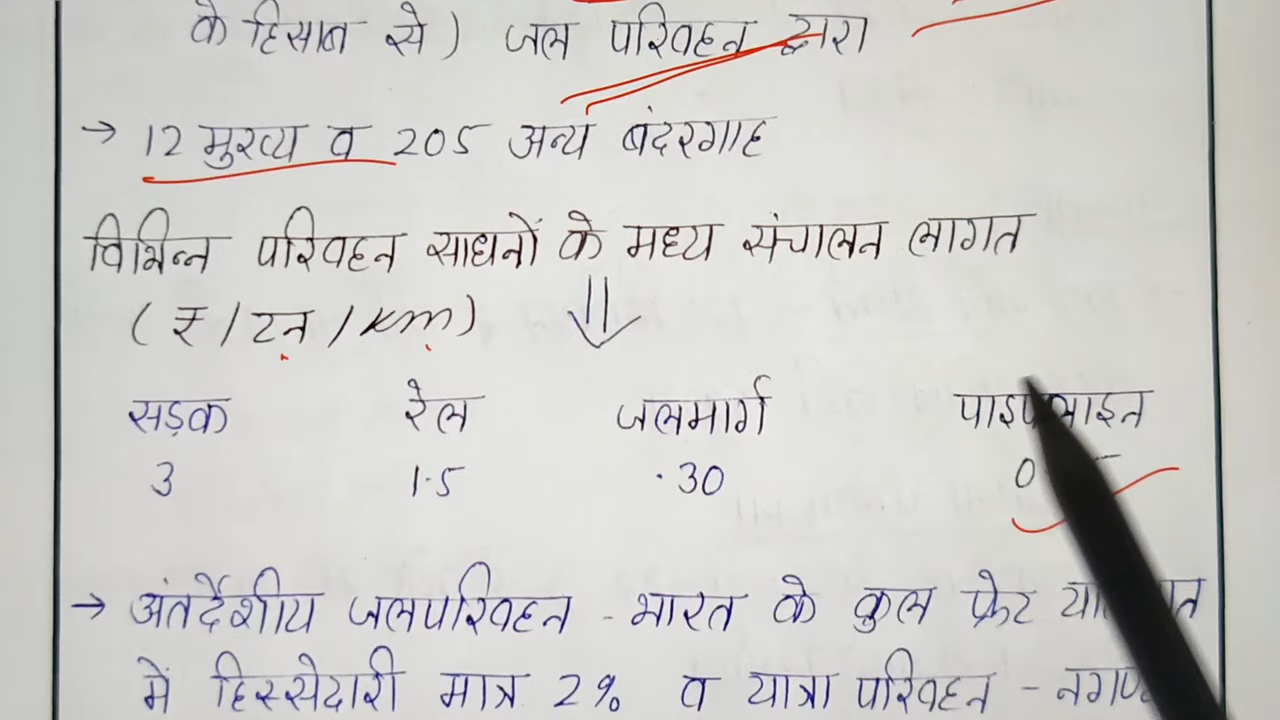 के हिसाब से) जल परिवहन द्वारा
→ 12 मुख्य व 205 अन्य बंदरगाह
विभिन्न परिवहन साधनों के मध्य संचालन लागत
(₹/टन/km) ⇓
सड़क रेल जलमार्ग
3 1.5 .30
→ अंतर्देशीय जलपरिवहन - भारत के कुल फ्रेट
में हिस्सेदारी मात्र 2% व यात्रा परिवहन -